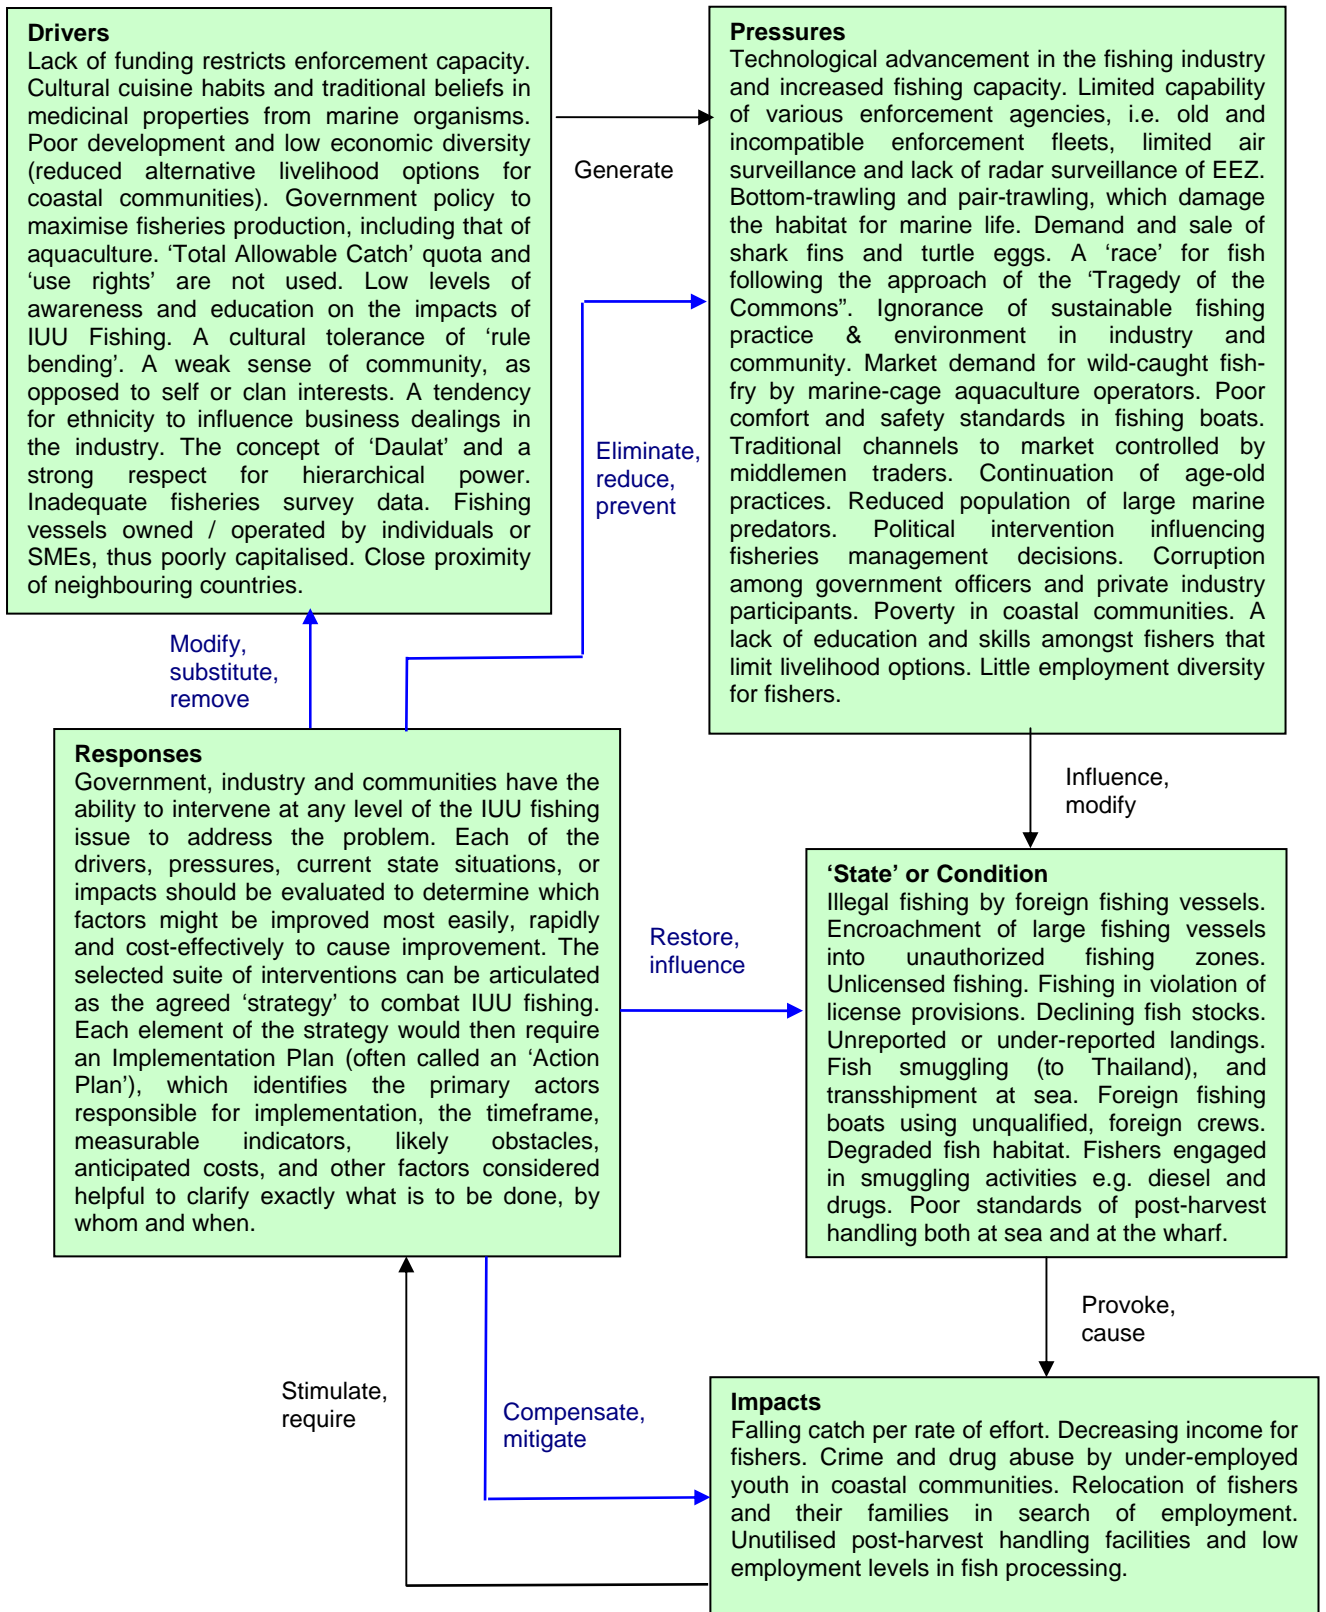 Drivers
Lack of funding restricts enforcement capacity.
Cultural cuisine habits and traditional beliefs in
medicinal properties from marine organisms.
Poor development and low economic diversity
(reduced alternative livelihood options for
coastal communities). Government policy to
maximise fisheries production, including that of
aquaculture. ‘Total Allowable Catch’ quota and
‘use rights’ are not used. Low levels of
awareness and education on the impacts of
IUU Fishing. A cultural tolerance of ‘rule
bending’. A weak sense of community, as
opposed to self or clan interests. A tendency
for ethnicity to influence business dealings in
the industry. The concept of ‘Daulat’ and a
strong respect for hierarchical power.
Inadequate fisheries survey data. Fishing
vessels owned / operated by individuals or
SMEs, thus poorly capitalised. Close proximity
of neighbouring countries.
Generate
Pressures
Technological advancement in the fishing industry
and increased fishing capacity. Limited capability
of various enforcement agencies, i.e. old and
incompatible enforcement fleets, limited air
surveillance and lack of radar surveillance of EEZ.
Bottom-trawling and pair-trawling, which damage
the habitat for marine life. Demand and sale of
shark fins and turtle eggs. A ‘race’ for fish
following the approach of the ‘Tragedy of the
Commons”. Ignorance of sustainable fishing
practice & environment in industry and
community. Market demand for wild-caught fish-
fry by marine-cage aquaculture operators. Poor
comfort and safety standards in fishing boats.
Traditional channels to market controlled by
middlemen traders. Continuation of age-old
practices. Reduced population of large marine
predators. Political intervention influencing
fisheries management decisions. Corruption
among government officers and private industry
participants. Poverty in coastal communities. A
lack of education and skills amongst fishers that
limit livelihood options. Little employment diversity
for fishers.
Eliminate,
reduce,
prevent
Modify,
substitute,
remove
Responses
Government, industry and communities have the
ability to intervene at any level of the IUU fishing
issue to address the problem. Each of the
drivers, pressures, current state situations, or
impacts should be evaluated to determine which
factors might be improved most easily, rapidly
and cost-effectively to cause improvement. The
selected suite of interventions can be articulated
as the agreed ‘strategy’ to combat IUU fishing.
Each element of the strategy would then require
an Implementation Plan (often called an ‘Action
Plan’), which identifies the primary actors
responsible for implementation, the timeframe,
measurable indicators, likely obstacles,
anticipated costs, and other factors considered
helpful to clarify exactly what is to be done, by
whom and when.
Influence,
modify
Restore,
influence
‘State’ or Condition
Illegal fishing by foreign fishing vessels.
Encroachment of large fishing vessels
into unauthorized fishing zones.
Unlicensed fishing. Fishing in violation of
license provisions. Declining fish stocks.
Unreported or under-reported landings.
Fish smuggling (to Thailand), and
transshipment at sea. Foreign fishing
boats using unqualified, foreign crews.
Degraded fish habitat. Fishers engaged
in smuggling activities e.g. diesel and
drugs. Poor standards of post-harvest
handling both at sea and at the wharf.
Provoke,
cause
Stimulate,
require
Compensate,
mitigate
Impacts
Falling catch per rate of effort. Decreasing income for
fishers. Crime and drug abuse by under-employed
youth in coastal communities. Relocation of fishers
and their families in search of employment.
Unutilised post-harvest handling facilities and low
employment levels in fish processing.